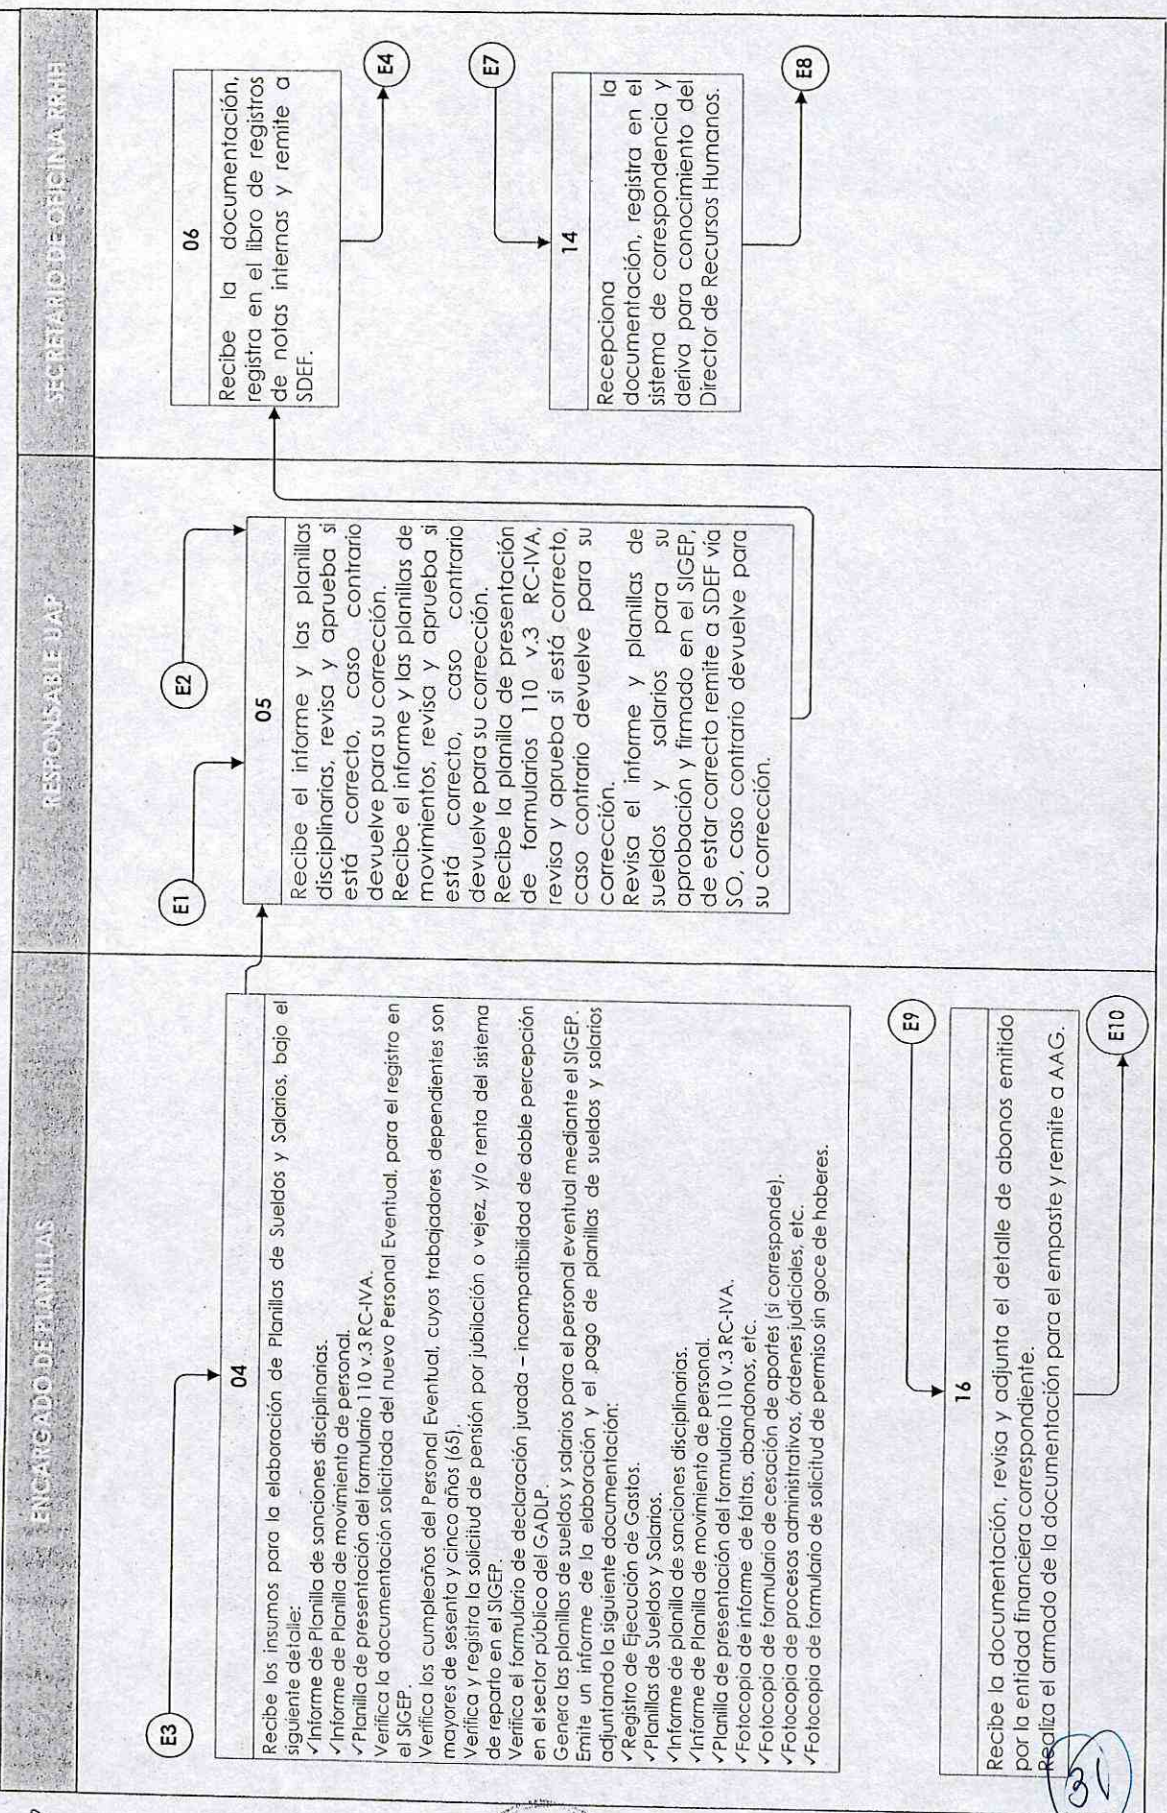 ENCARGADO DE PLANILLAS
E3
04
Recibe los insumos para la elaboración de Planillas de Sueldos y Salarios, bajo el
siguiente detalle:
✓Informe de Planilla de sanciones disciplinarias.
✓Informe de Planilla de movimiento de personal.
✓Planilla de presentación del formulario 110 v.3 RC-IVA.
Verifica la documentación solicitada del nuevo Personal Eventual, para el registro en
el SIGEP.
Verifica los cumpleaños del Personal Eventual, cuyos trabajadores dependientes son
mayores de sesenta y cinco años (65).
Verifica y registra la solicitud de pensión por jubilación o vejez, y/o renta del sistema
de reparto en el SIGEP.
Verifica el formulario de declaración jurada – incompatibilidad de doble percepción
en el sector público del GADLP.
Genera las planillas de sueldos y salarios para el personal eventual mediante el SIGEP.
Emite un informe de la elaboración y el pago de planillas de sueldos y salarios
adjuntando la siguiente documentación:
✓Registro de Ejecución de Gastos.
✓Planillas de Sueldos y Salarios.
✓Informe de planilla de sanciones disciplinarias.
✓Informe de Planilla de movimiento de personal.
✓Planilla de presentación del formulario 110 v.3 RC-IVA.
✓Fotocopia de informe de faltas, abandonos, etc.
✓Fotocopia de formulario de cesación de aportes (si corresponde).
✓Fotocopia de procesos administrativos, órdenes judiciales, etc.
✓Fotocopia de formulario de solicitud de permiso sin goce de haberes.
E9
16
Recibe la documentación, revisa y adjunta el detalle de abonos emitido
por la entidad financiera correspondiente.
Realiza el armado de la documentación para el empaste y remite a AAG.
E10
RESPONSABLE UAP
E1
E2
05
Recibe el informe y las planillas
disciplinarias, revisa y aprueba si
está correcto, caso contrario
devuelve para su corrección.
Recibe el informe y las planillas de
movimientos, revisa y aprueba si
está correcto, caso contrario
devuelve para su corrección.
Recibe la planilla de presentación
de formularios 110 v.3 RC-IVA,
revisa y aprueba si está correcto,
caso contrario devuelve para su
corrección.
Revisa el informe y planillas de
sueldos y salarios para su
aprobación y firmado en el SIGEP,
de estar correcto remite a SDEF vía
SO, caso contrario devuelve para
su corrección.
SECRETARIO DE OFICINA RRHH
06
Recibe la documentación,
registra en el libro de registros
de notas internas y remite a
SDEF.
E4
E7
14
Recepciona la
documentación, registra en el
sistema de correspondencia y
deriva para conocimiento del
Director de Recursos Humanos.
E8